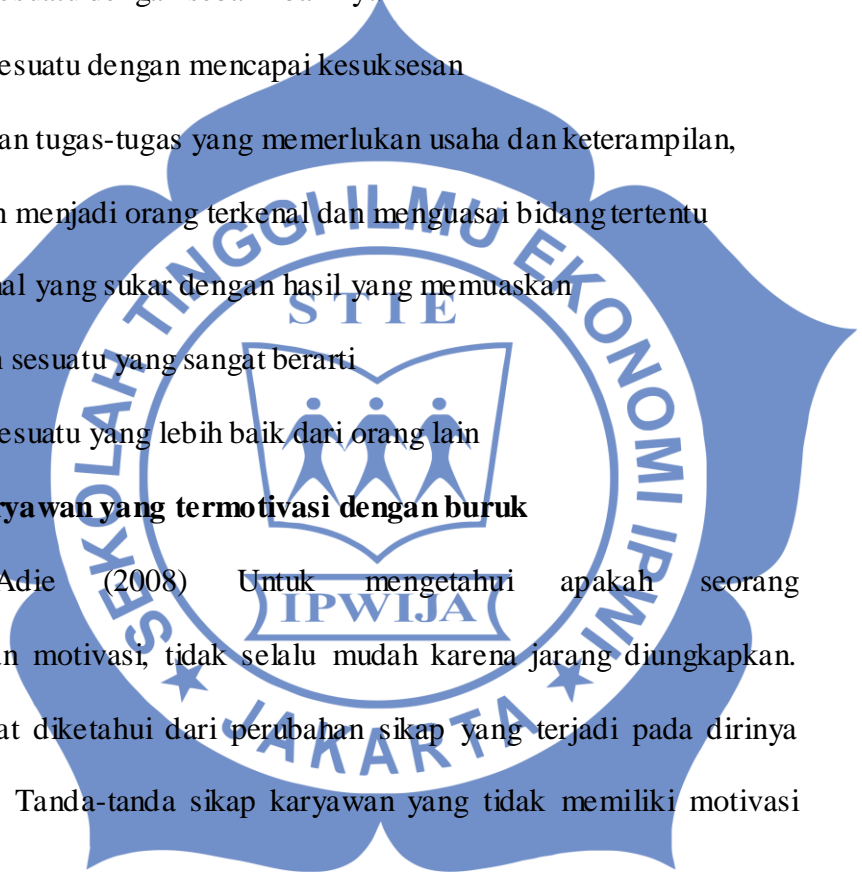 esuatu dengan mencapai kesuksesan
an tugas-tugas yang memerlukan usaha dan keterampilan,
menjadi orang terkenal dan menguasai bidang tertentu
al yang sukar dengan hasil yang memuaskan
sesuatu yang sangat berarti
esuatu yang lebih baik dari orang lain
ryawan yang termotivasi dengan buruk
Adie (2008) Untuk mengetahui apakah seorang
n motivasi, tidak selalu mudah karena jarang diungkapkan.
at diketahui dari perubahan sikap yang terjadi pada dirinya
Tanda-tanda sikap karyawan yang tidak memiliki motivasi
SEKOLAH TINGGI ILMU EKONOMI IPWI
JAKARTA
STIE
IPWIJA